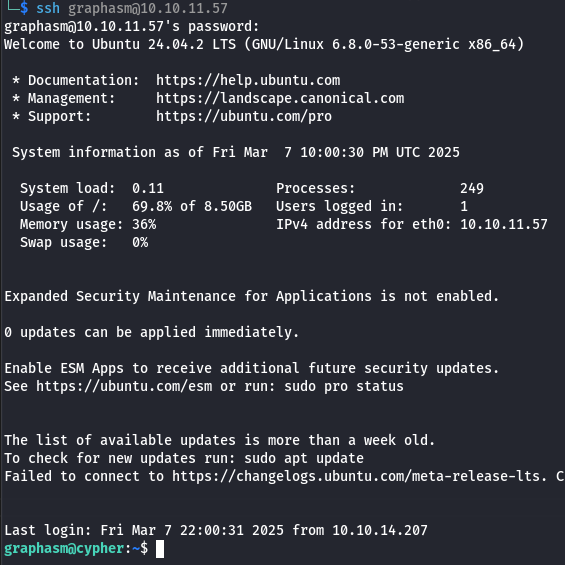 └─$ ssh graphasm@10.10.11.57
graphasm@10.10.11.57's password:
Welcome to Ubuntu 24.04.2 LTS (GNU/Linux 6.8.0-53-generic x86_64)
* Documentation:  https://help.ubuntu.com
* Management:     https://landscape.canonical.com
* Support:        https://ubuntu.com/pro
System information as of Fri Mar  7 10:00:30 PM UTC 2025
System load:  0.11              Processes:             249
Usage of /:   69.8% of 8.50GB   Users logged in:       1
Memory usage: 36%               IPv4 address for eth0: 10.10.11.57
Swap usage:   0%
Expanded Security Maintenance for Applications is not enabled.
0 updates can be applied immediately.
Enable ESM Apps to receive additional future security updates.
See https://ubuntu.com/esm or run: sudo pro status
The list of available updates is more than a week old.
To check for new updates run: sudo apt update
Failed to connect to https://changelogs.ubuntu.com/meta-release-lts. C
Last login: Fri Mar 7 22:00:31 2025 from 10.10.14.207
graphasm@cypher:~$